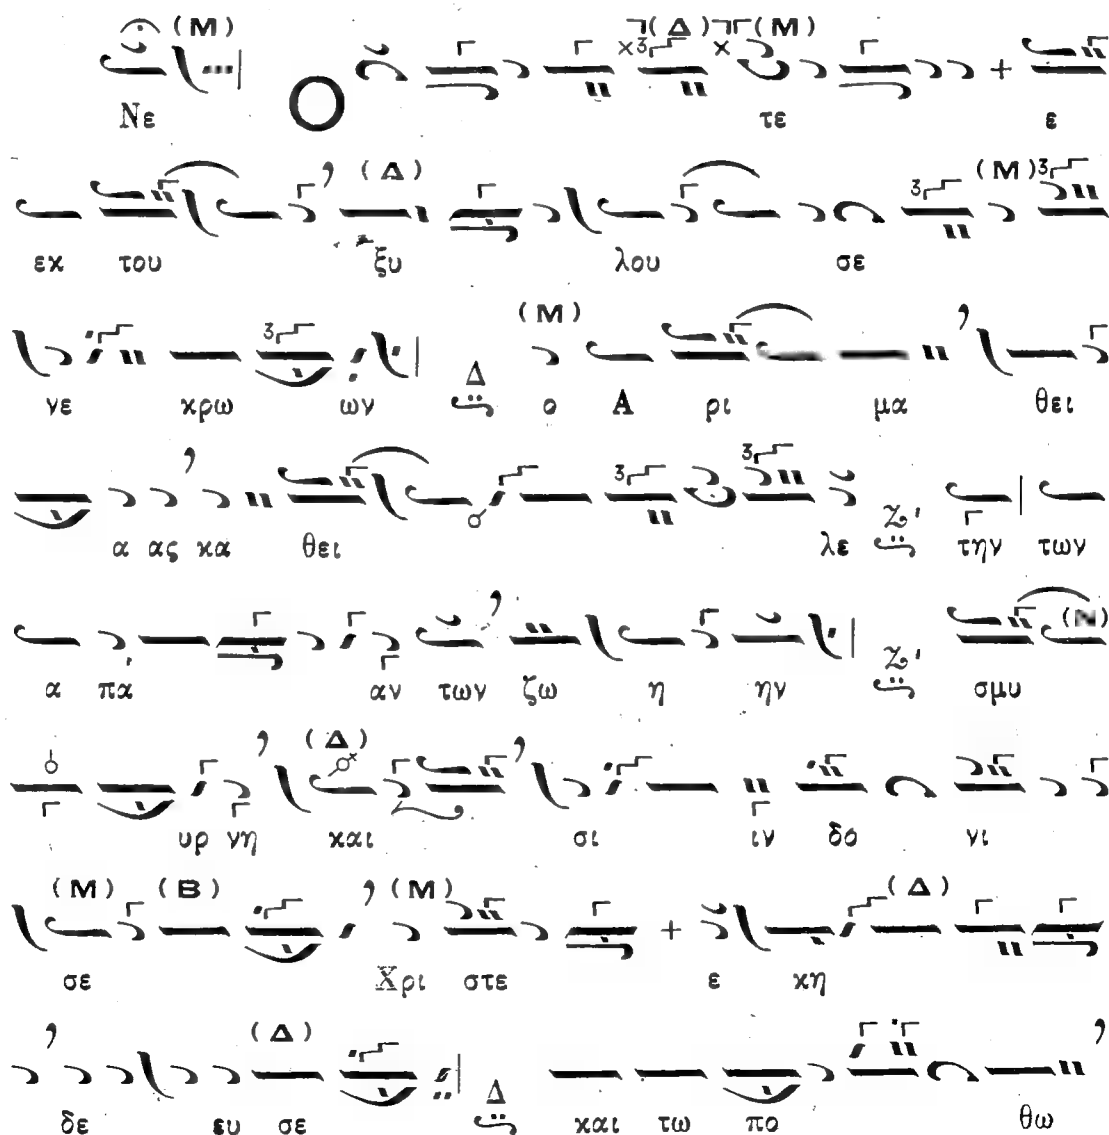 (Μ) Νε Ο (Δ) (Μ) τε ε
(Δ) (Μ) εκ του ξυ λου σε
(Μ) νε κρω ων Δ ο Α ρι μα θει
α ας κα θει λε Ζ' την των
α πα αν των ζω η ην Ζ' σμυ
(Δ) υρ νη και σι ιν δο νι
(Μ) (Β) (Μ) (Δ) σε Χρι στε ε κη
(Δ) δε ευ σε Δ και τω πο θω